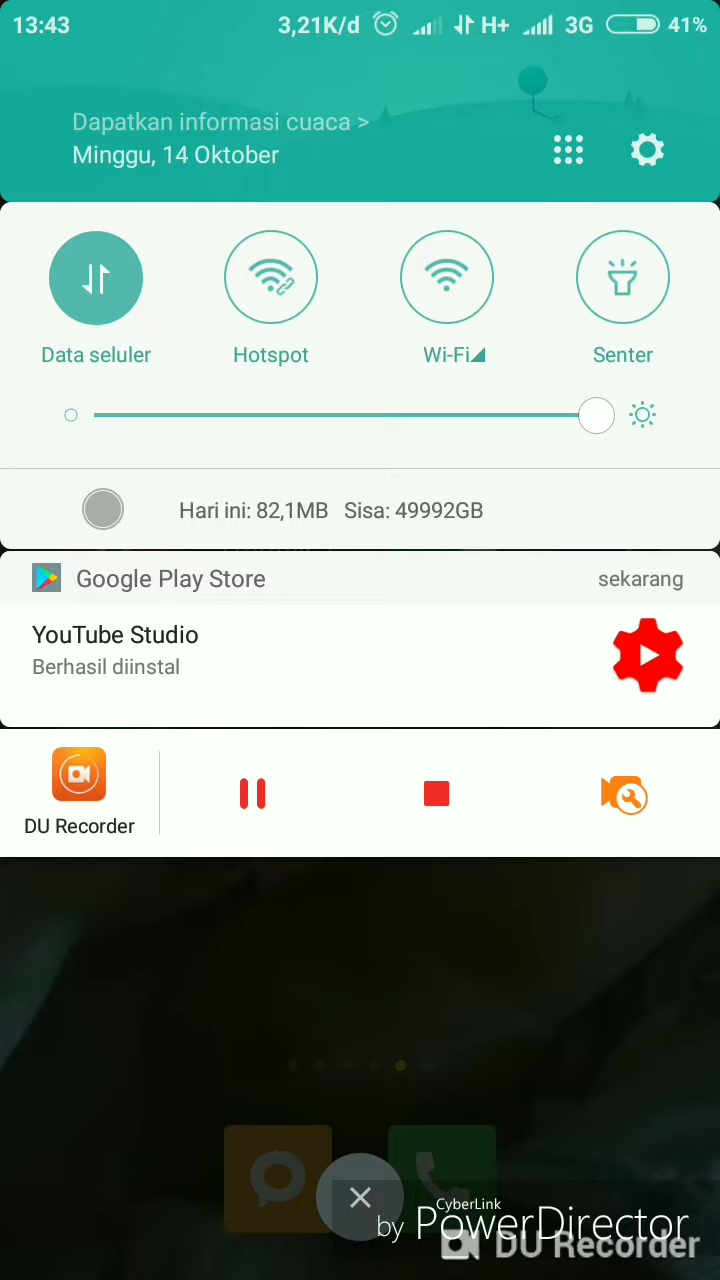 13:43 3,21K/d H+ 3G 41%
Dapatkan informasi cuaca >
Minggu, 14 Oktober
Data seluler Hotspot Wi-Fi Senter
Hari ini: 82,1MB Sisa: 49992GB
Google Play Store sekarang
YouTube Studio
Berhasil diinstal
DU Recorder
CyberLink
by PowerDirector
DU Recorder